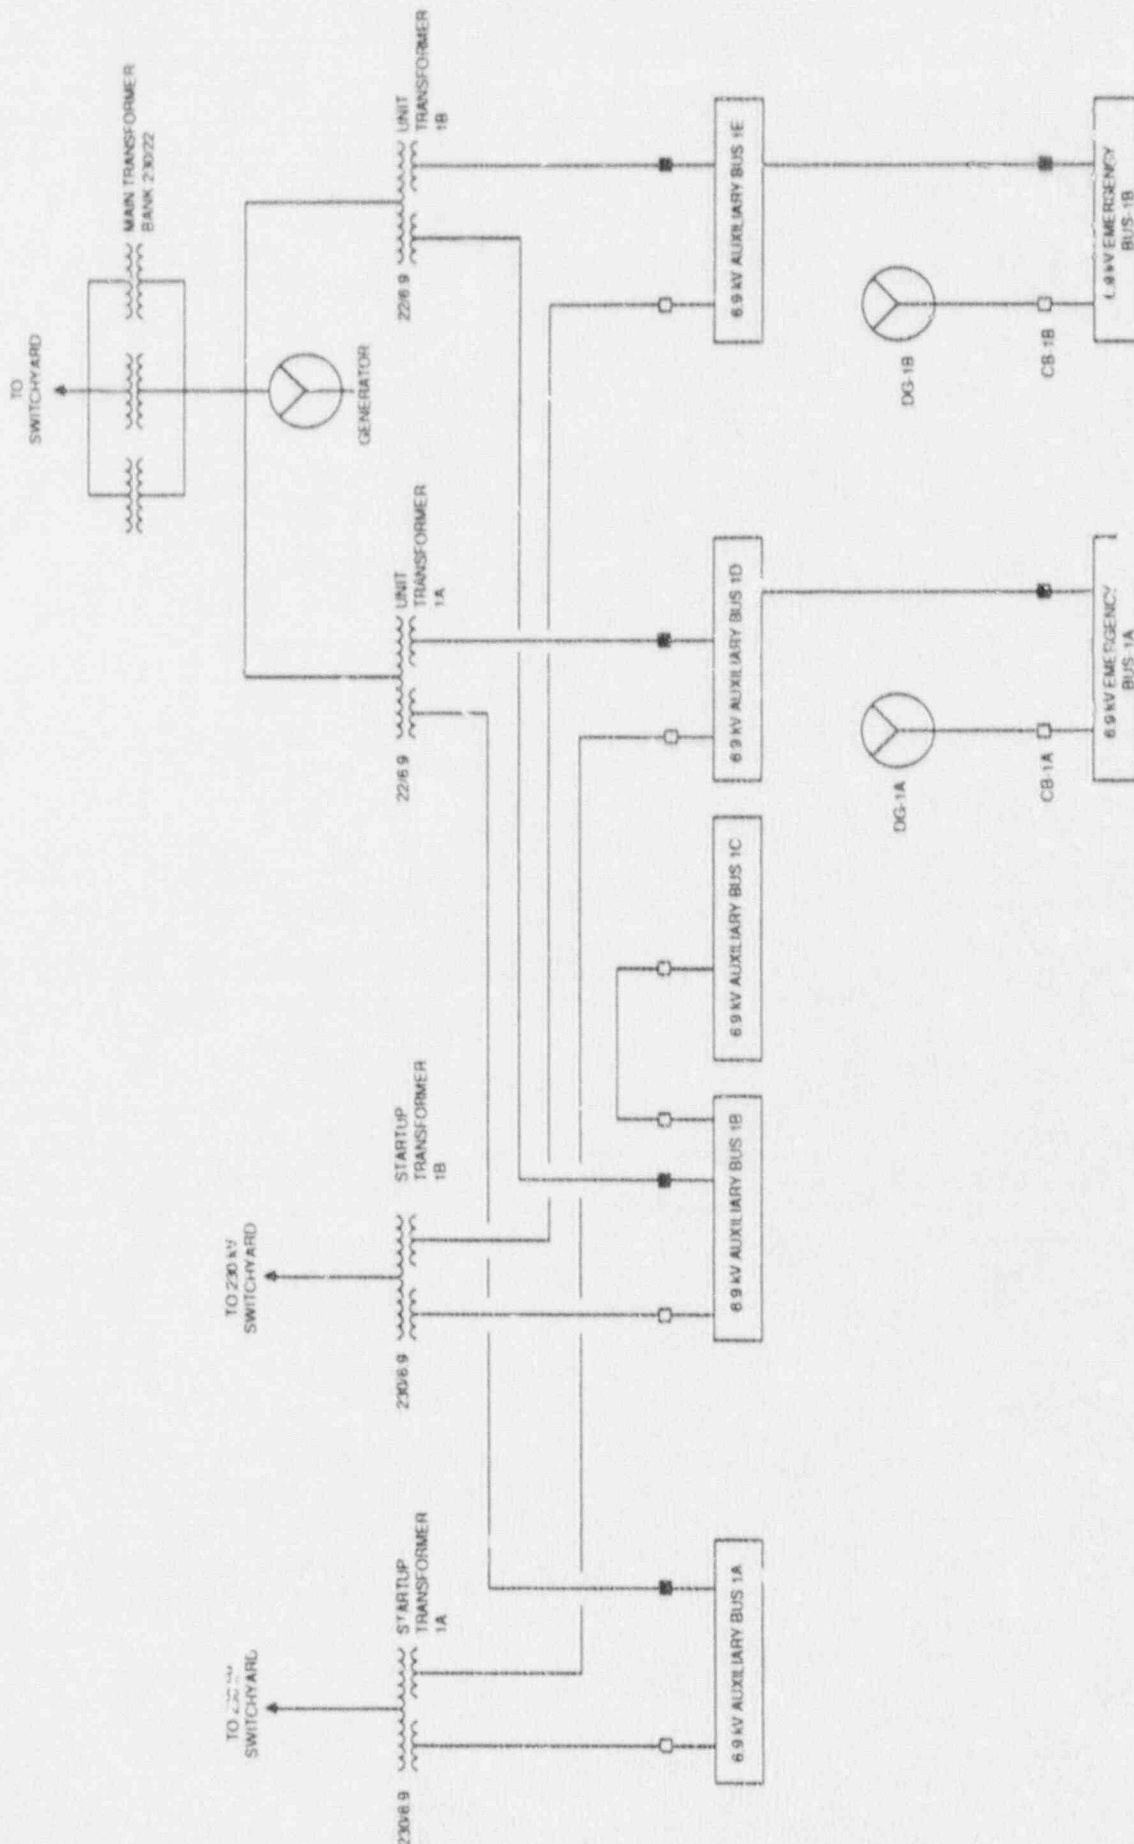 TO
SWITCHYARD
MAIN TRANSFORMER
BANK 230/22
GENERATOR
UNIT
TRANSFORMER
1B
22/6.9
UNIT
TRANSFORMER
1A
22/6.9
TO 230 kV
SWITCHYARD
STARTUP
TRANSFORMER
1B
230/6.9
TO
SWITCHYARD
STARTUP
TRANSFORMER
1A
230/6.9
6.9 kV AUXILIARY BUS 1E
6.9 kV AUXILIARY BUS 1D
6.9 kV AUXILIARY BUS 1C
6.9 kV AUXILIARY BUS 1B
6.9 kV AUXILIARY BUS 1A
DG-1B
CB-1B
kV EMERGENCY
BUS-1B
DG-1A
CB-1A
6.9 kV EMERGENCY
BUS-1A